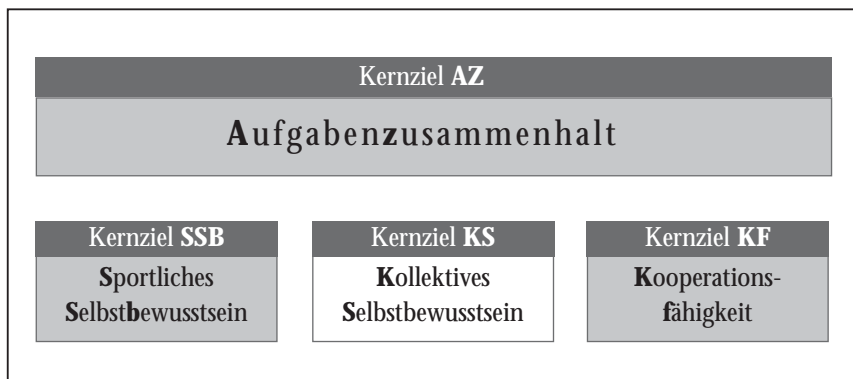 Kernziel AZ
Aufgabenzusammenhalt
Kernziel SSB
Sportliches
Selbstbewusstsein
Kernziel KS
Kollektives
Selbstbewusstsein
Kernziel KF
Kooperations-
fähigkeit